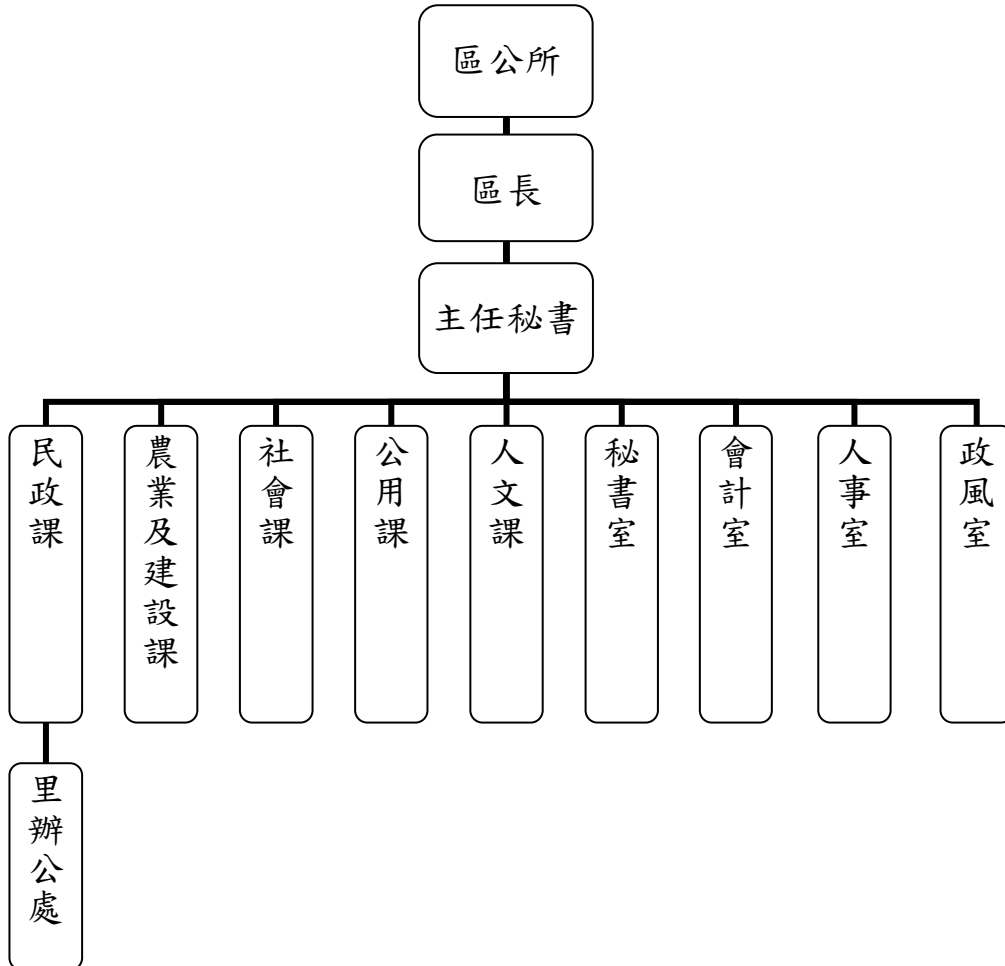 區公所
區長
主任秘書
民政課
農業及建設課
社會課
公用課
人文課
秘書室
會計室
人事室
政風室
里辦公處